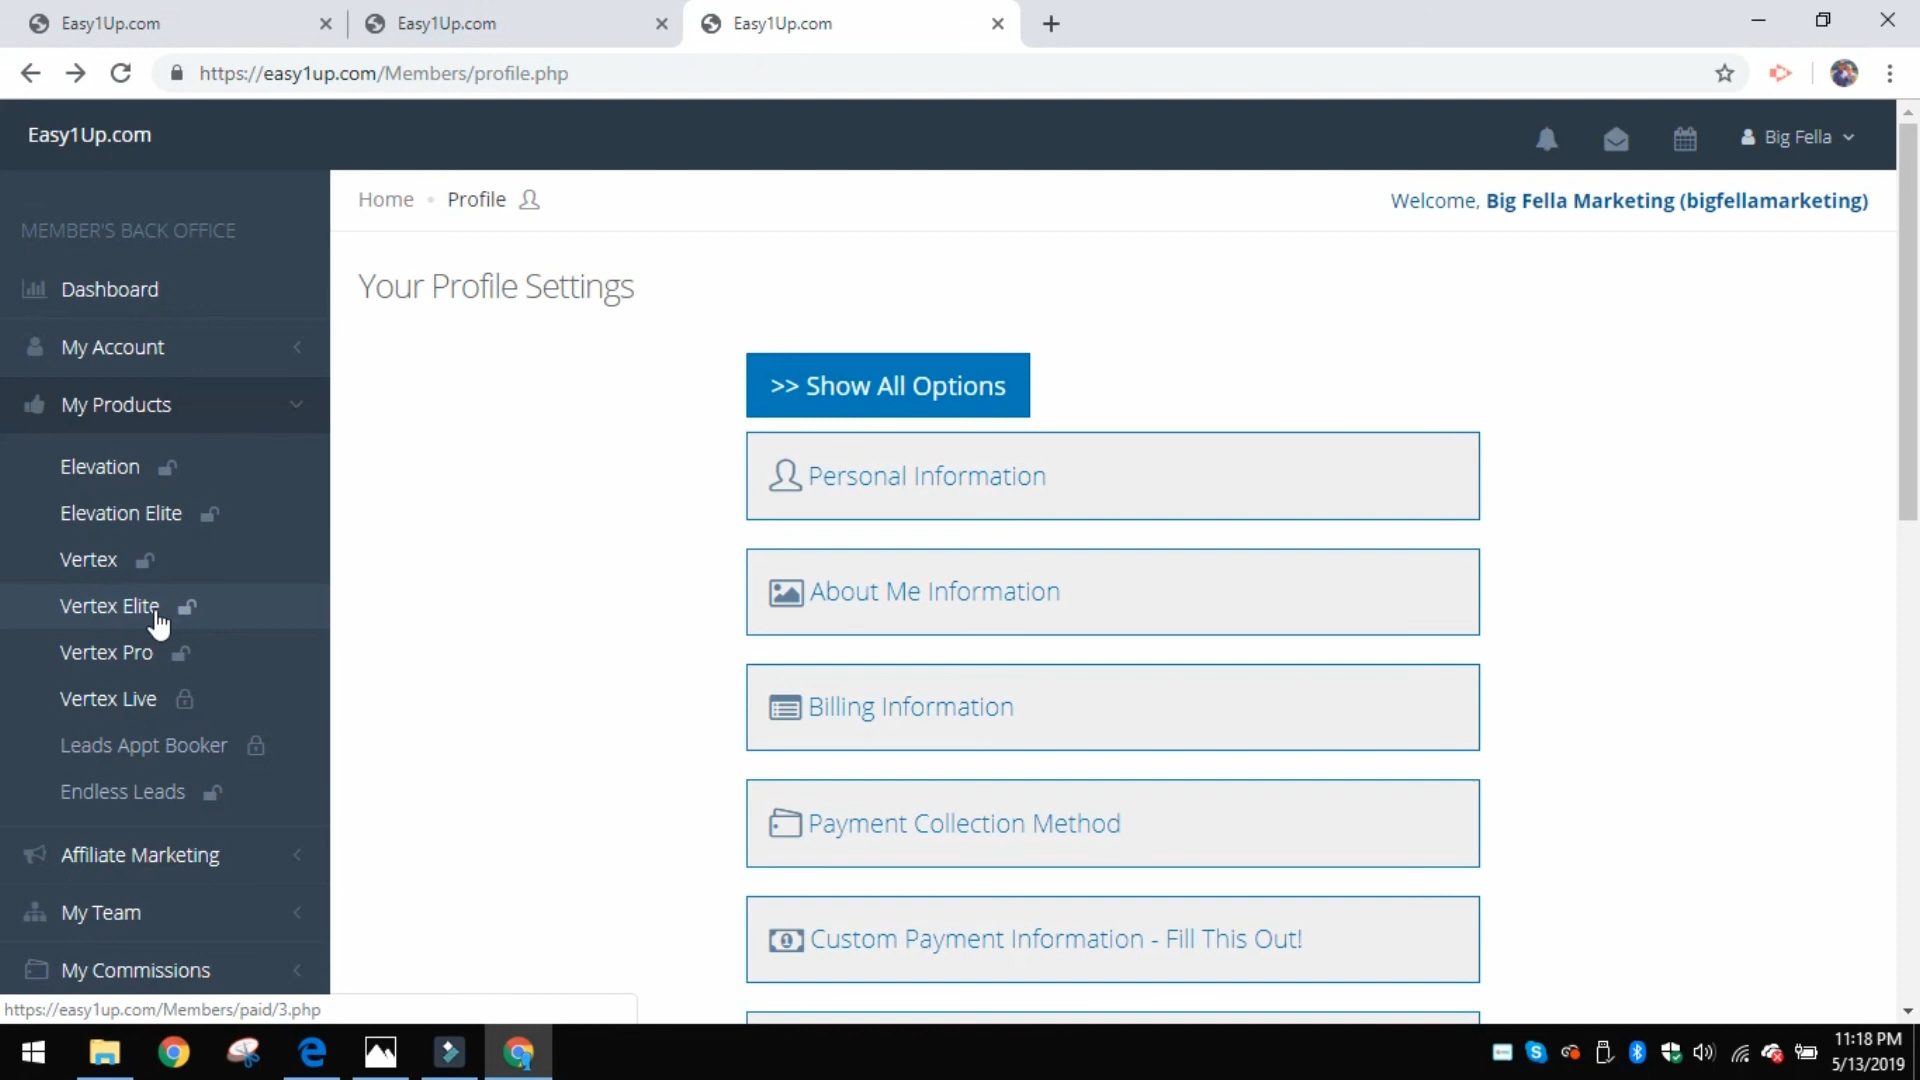 Easy1Up.com
Easy1Up.com
Easy1Up.com
https://easy1up.com/Members/profile.php
Easy1Up.com
Big Fella
Home • Profile
Welcome, Big Fella Marketing (bigfellamarketing)
MEMBER'S BACK OFFICE
Dashboard
My Account
My Products
Elevation
Elevation Elite
Vertex
Vertex Elite
Vertex Pro
Vertex Live
Leads Appt Booker
Endless Leads
Affiliate Marketing
My Team
My Commissions
Your Profile Settings
>> Show All Options
Personal Information
About Me Information
Billing Information
Payment Collection Method
Custom Payment Information - Fill This Out!
https://easy1up.com/Members/paid/3.php
11:18 PM
5/13/2019